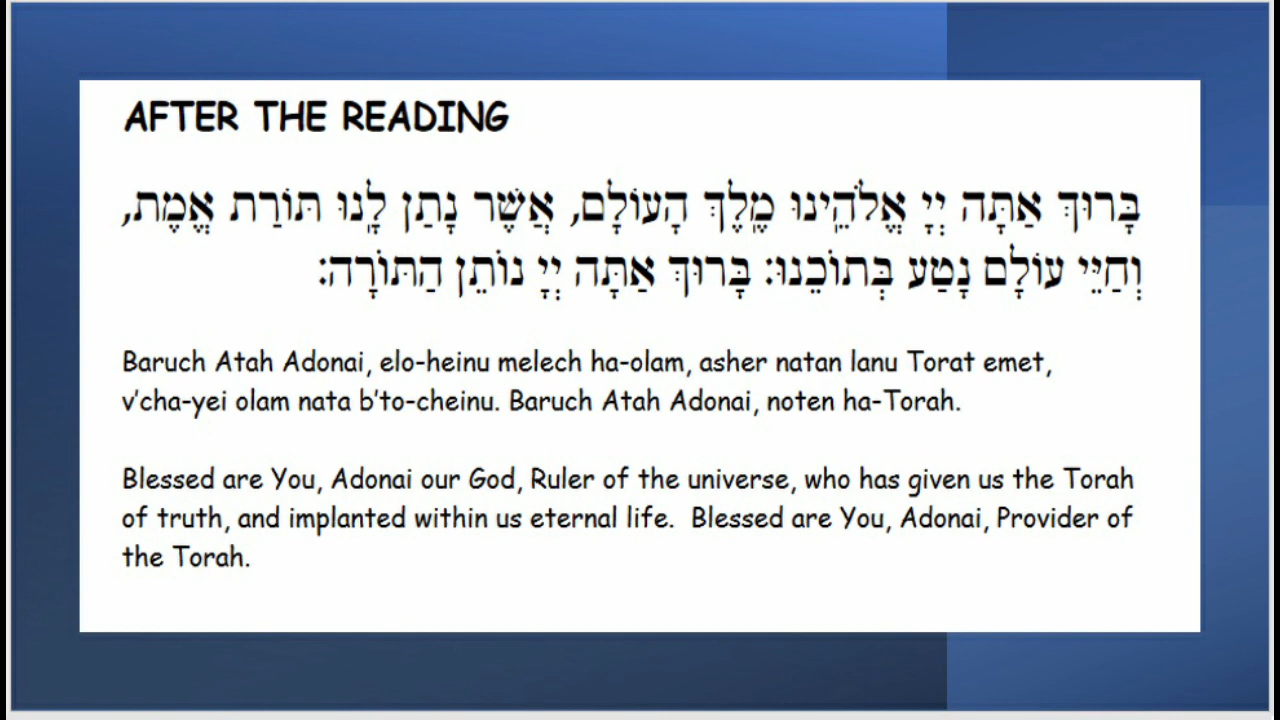 AFTER THE READING
בָּרוּךְ אַתָּה יְיָ אֱלֹהֵֽינוּ מֶֽלֶךְ הָעוֹלָם, אֲשֶׁר נָתַן לָֽנוּ תּוֹרַת אֱמֶת,
וְחַיֵּי עוֹלָם נָטַע בְּתוֹכֵנוּ: בָּרוּךְ אַתָּה יְיָ נוֹתֵן הַתּוֹרָה:
Baruch Atah Adonai, elo-heinu melech ha-olam, asher natan lanu Torat emet,
v'cha-yei olam nata b'to-cheinu. Baruch Atah Adonai, noten ha-Torah.
Blessed are You, Adonai our God, Ruler of the universe, who has given us the Torah
of truth, and implanted within us eternal life.  Blessed are You, Adonai, Provider of
the Torah.